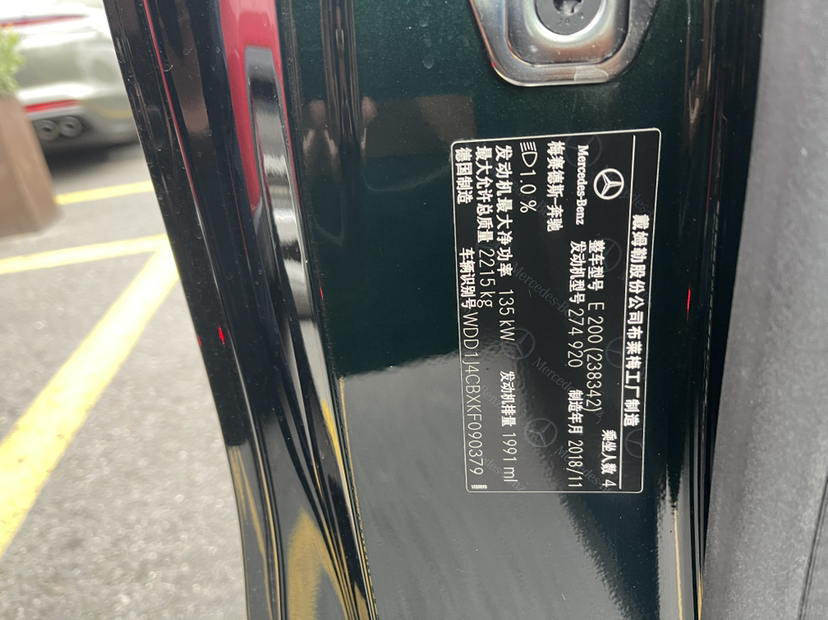 戴姆勒股份公司布莱梅工厂制造
Mercedes-Benz
梅赛德斯-奔驰
整车型号 E 200 (238342) 乘坐人数 4
发动机型号 274 920 制造年月 2018/11
1.0 %
发动机最大净功率 135 kW 发动机排量 1991 ml
最大允许总质量 2215 kg
德国制造 车辆识别号 WDD1J4CBXKF090379